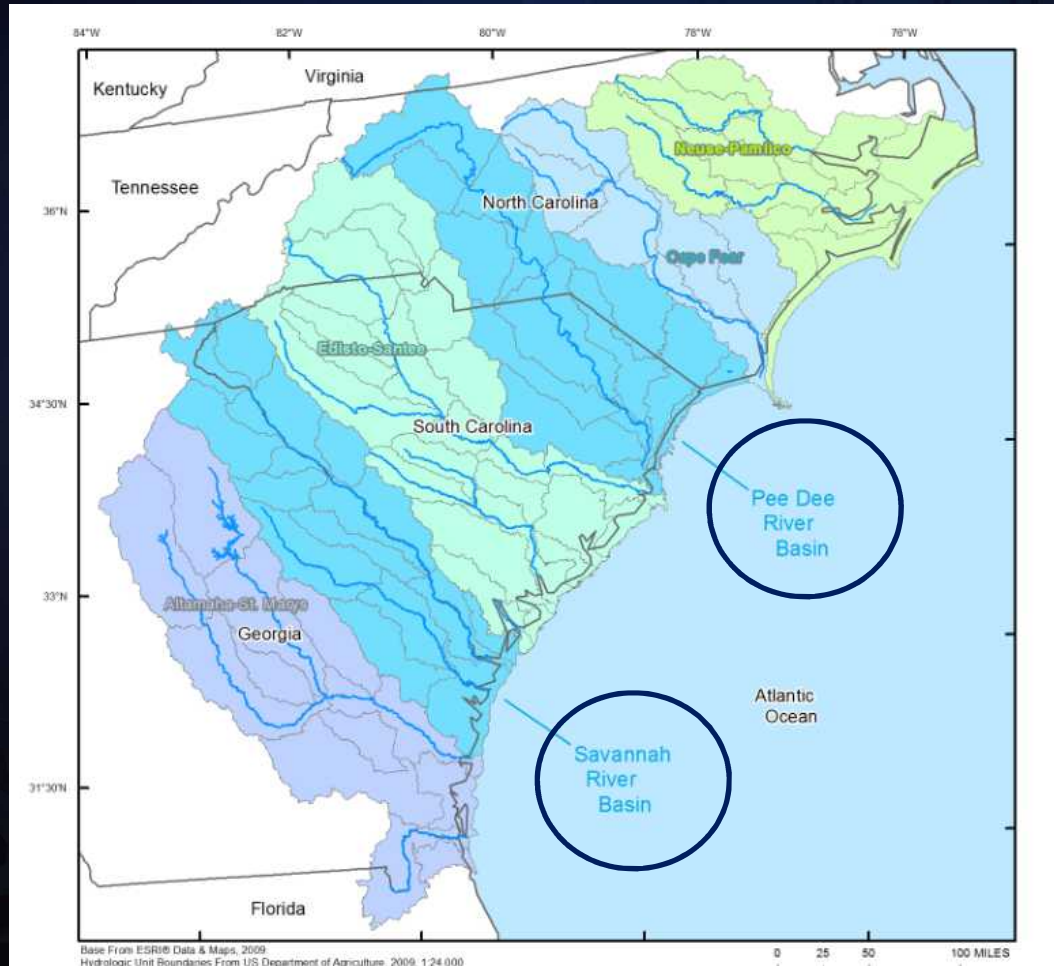 84°W 82°W 80°W 78°W 76°W
Virginia
Kentucky
Neuse-Pamlico
Tennessee
North Carolina
36°N
Cape Fear
Edisto-Santee
34°30'N
South Carolina
Pee Dee
River
Basin
33°N
Altamaha-St. Marys
Georgia
Atlantic
Ocean
Savannah
River
Basin
31°30'N
Florida
Base From ESRI® Data & Maps, 2009
Hydrologic Unit Boundaries From US Department of Agriculture, 2009, 1:24,000
0 25 50 100 MILES